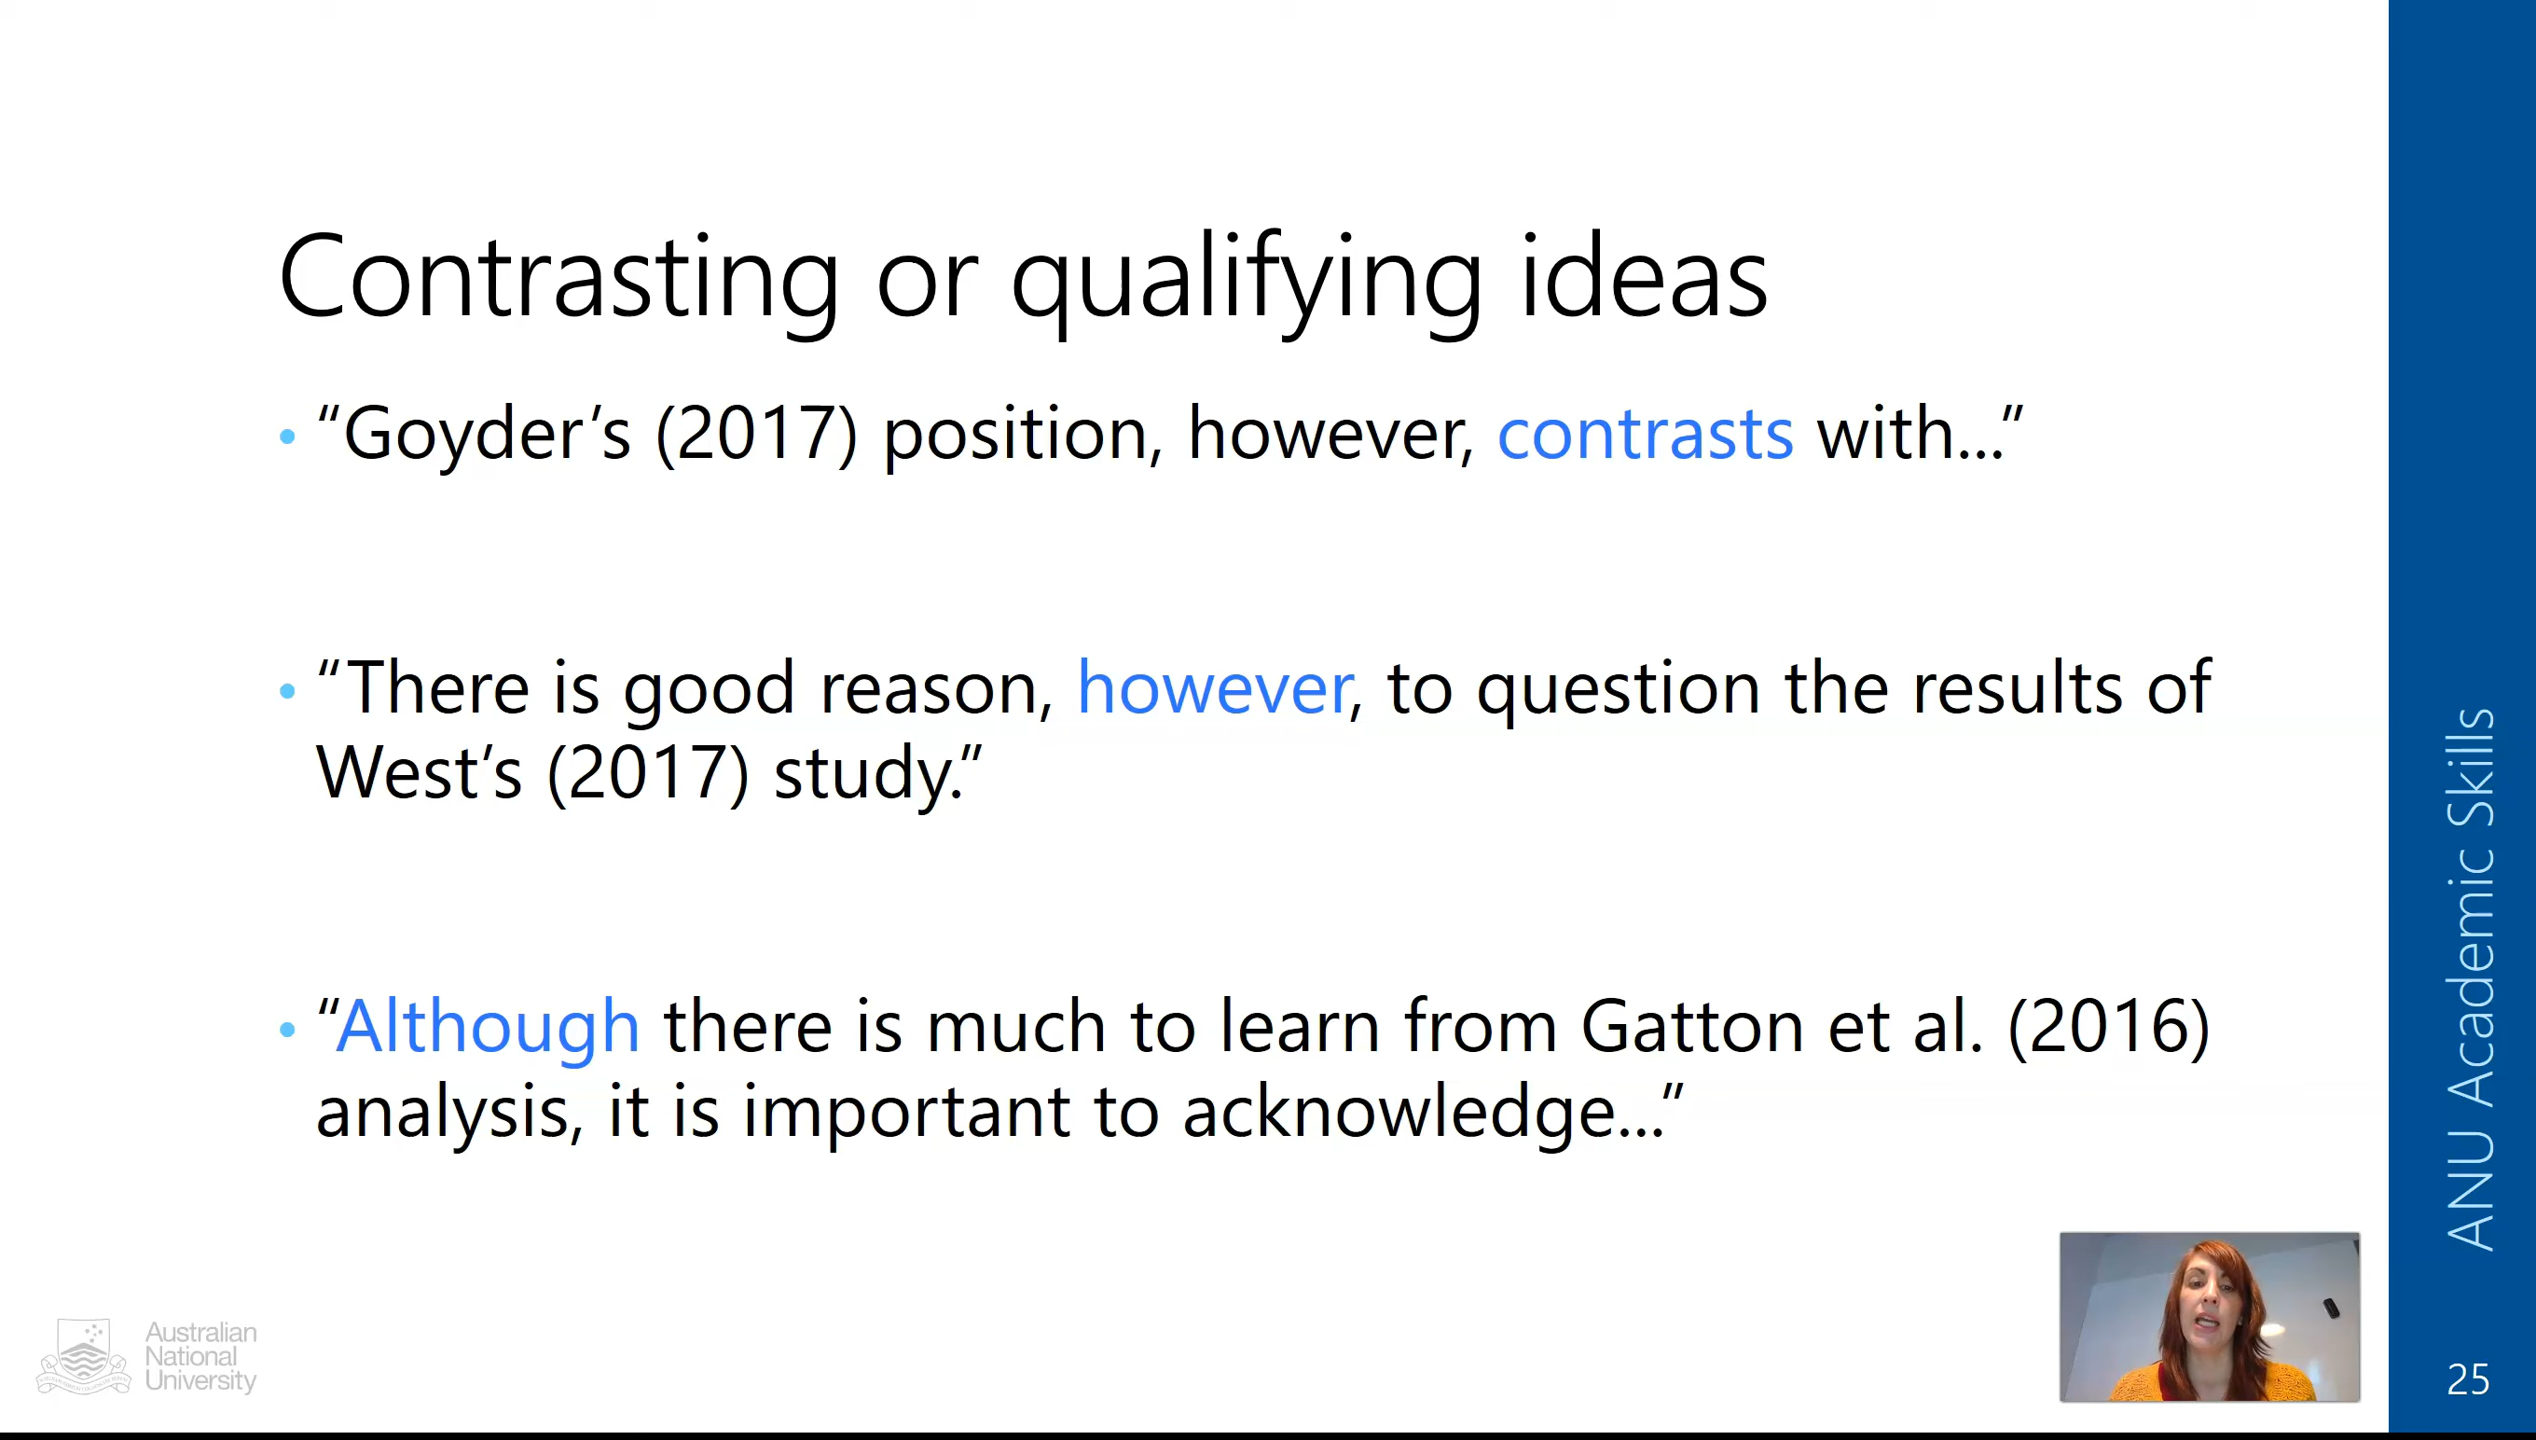 Contrasting or qualifying ideas
• “Goyder’s (2017) position, however, contrasts with...”
• “There is good reason, however, to question the results of
West’s (2017) study.”
• “Although there is much to learn from Gatton et al. (2016)
analysis, it is important to acknowledge...”
Australian
National
University
ANU Academic Skills
25